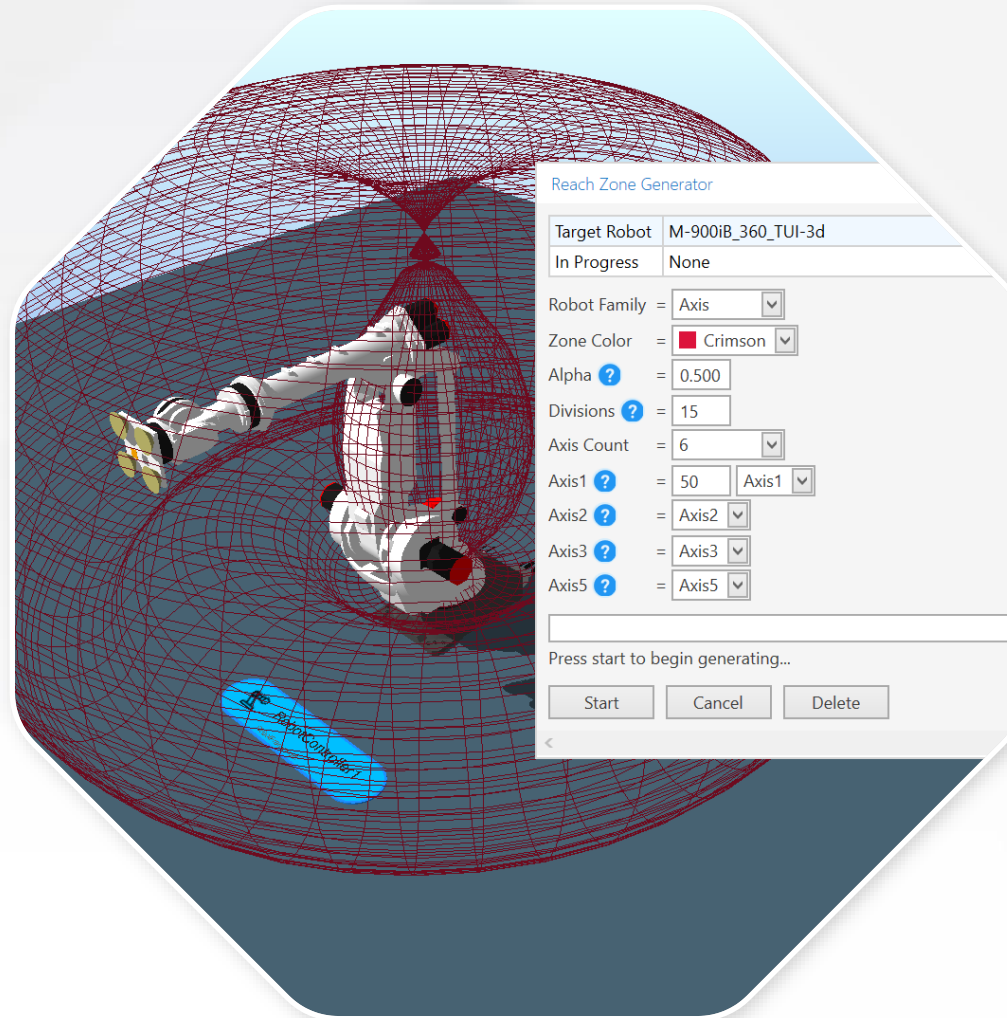 Reach Zone Generator
Target Robot M-900iB_360_TUI-3d
In Progress None
Robot Family = Axis
Zone Color = Crimson
Alpha ? = 0.500
Divisions ? = 15
Axis Count = 6
Axis1 ? = 50 Axis1
Axis2 ? = Axis2
Axis3 ? = Axis3
Axis5 ? = Axis5
Press start to begin generating...
Start Cancel Delete
RobotController1